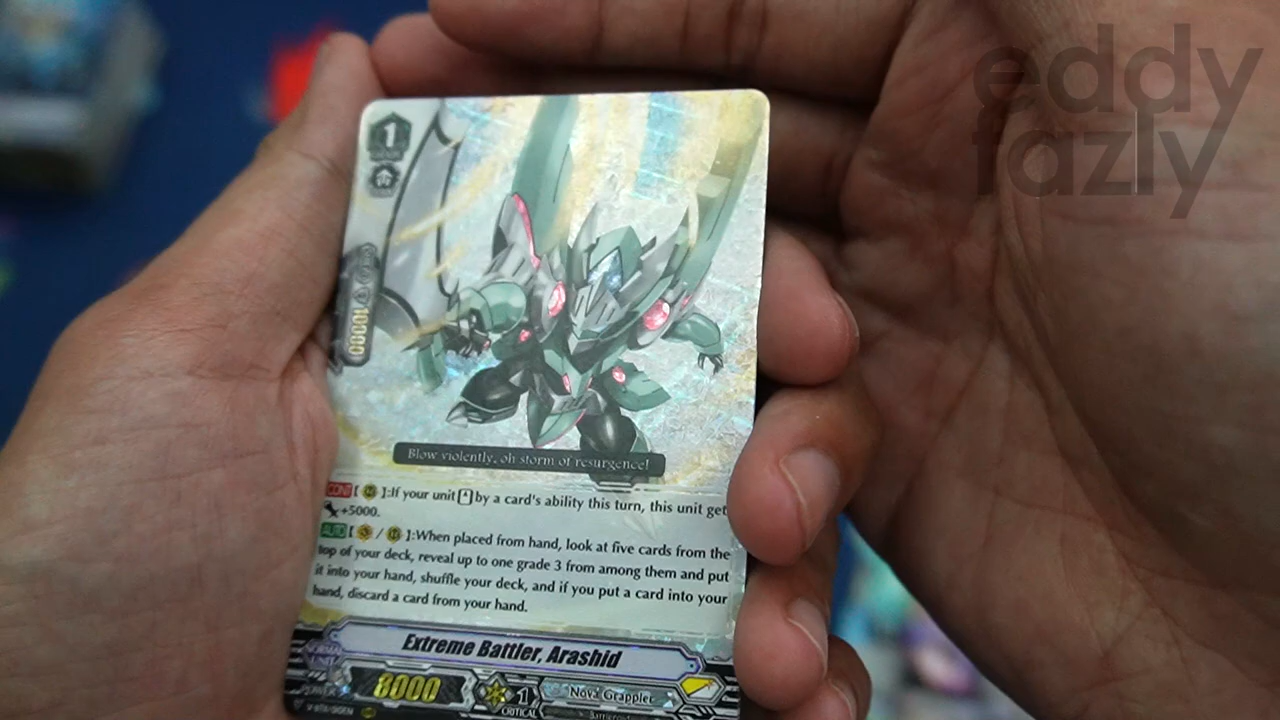 eddy
fazly
1
10000
Blow violently, oh storm of resurgence!
CONT [ ]:If your unit [ ] by a card's ability this turn, this unit get
+5000.
AUTO [ / ]:When placed from hand, look at five cards from the
top of your deck, reveal up to one grade 3 from among them and put
it into your hand, shuffle your deck, and if you put a card into your
hand, discard a card from your hand.
Extreme Battler, Arashid
NORMAL
UNIT
POWER 8000 1 CRITICAL Nova Grappler